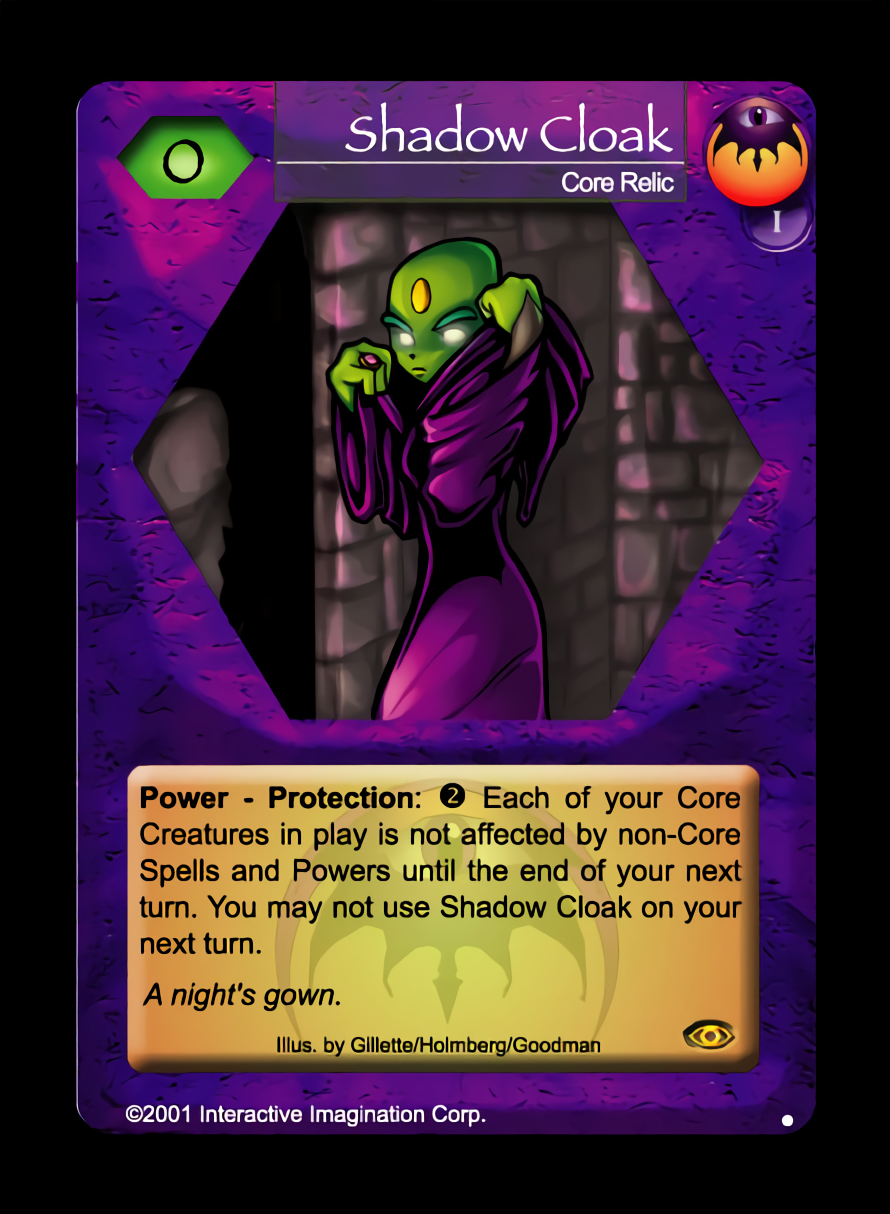 0
Shadow Cloak
Core Relic
I
Power - Protection: ❷ Each of your Core
Creatures in play is not affected by non-Core
Spells and Powers until the end of your next
turn. You may not use Shadow Cloak on your
next turn.
A night's gown.
Illus. by Gillette/Holmberg/Goodman
©2001 Interactive Imagination Corp.